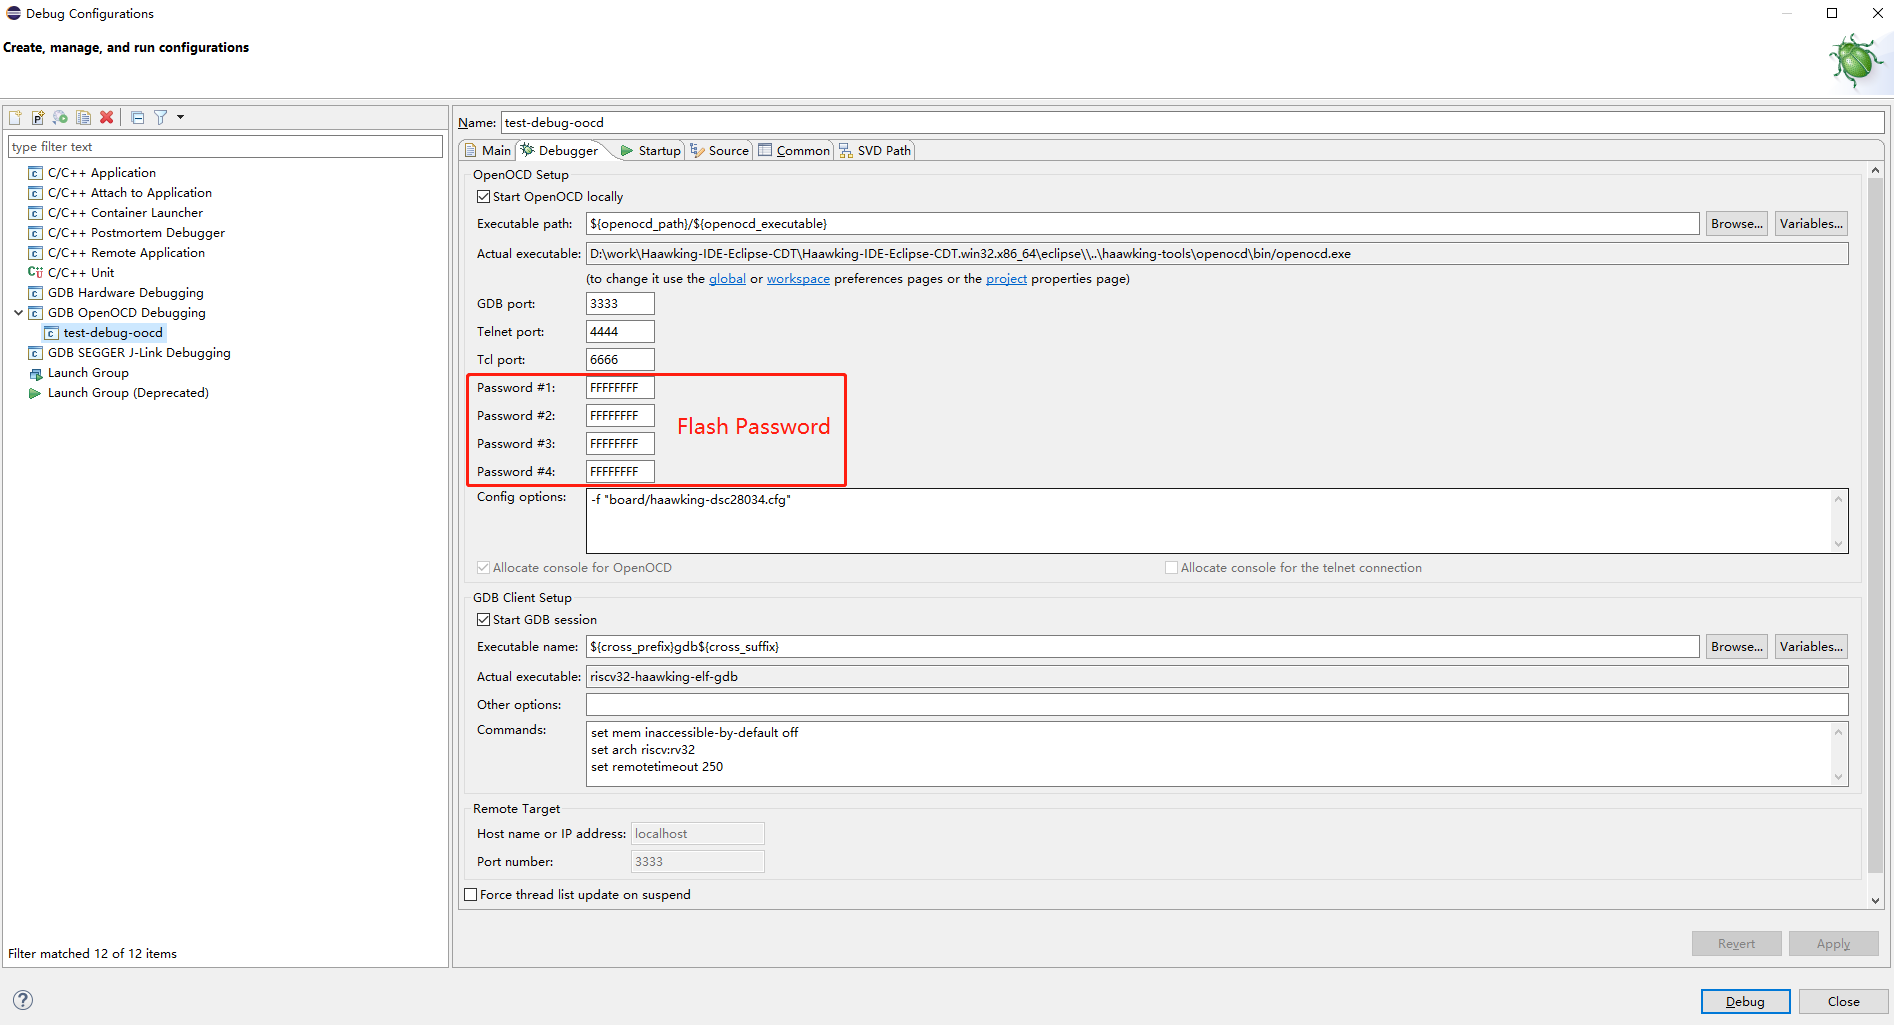 Debug Configurations
Create, manage, and run configurations
type filter text
C/C++ Application
C/C++ Attach to Application
C/C++ Container Launcher
C/C++ Postmortem Debugger
C/C++ Remote Application
C/C++ Unit
GDB Hardware Debugging
GDB OpenOCD Debugging
test-debug-oocd
GDB SEGGER J-Link Debugging
Launch Group
Launch Group (Deprecated)
Filter matched 12 of 12 items
Name: test-debug-oocd
Main Debugger Startup Source Common SVD Path
OpenOCD Setup
Start OpenOCD locally
Executable path: ${openocd_path}/${openocd_executable} Browse... Variables...
Actual executable: D:\work\Haawking-IDE-Eclipse-CDT\Haawking-IDE-Eclipse-CDT.win32.x86_64\eclipse\\..\haawking-tools\openocd\bin/openocd.exe
(to change it use the global or workspace preferences pages or the project properties page)
GDB port: 3333
Telnet port: 4444
Tcl port: 6666
Password #1: FFFFFFFF
Password #2: FFFFFFFF
Flash Password
Password #3: FFFFFFFF
Password #4: FFFFFFFF
Config options: -f "board/haawking-dsc28034.cfg"
Allocate console for OpenOCD Allocate console for the telnet connection
GDB Client Setup
Start GDB session
Executable name: ${cross_prefix}gdb${cross_suffix} Browse... Variables...
Actual executable: riscv32-haawking-elf-gdb
Other options:
Commands: set mem inaccessible-by-default off
set arch riscv:rv32
set remotetimeout 250
Remote Target
Host name or IP address: localhost
Port number: 3333
Force thread list update on suspend
Revert Apply
Debug Close